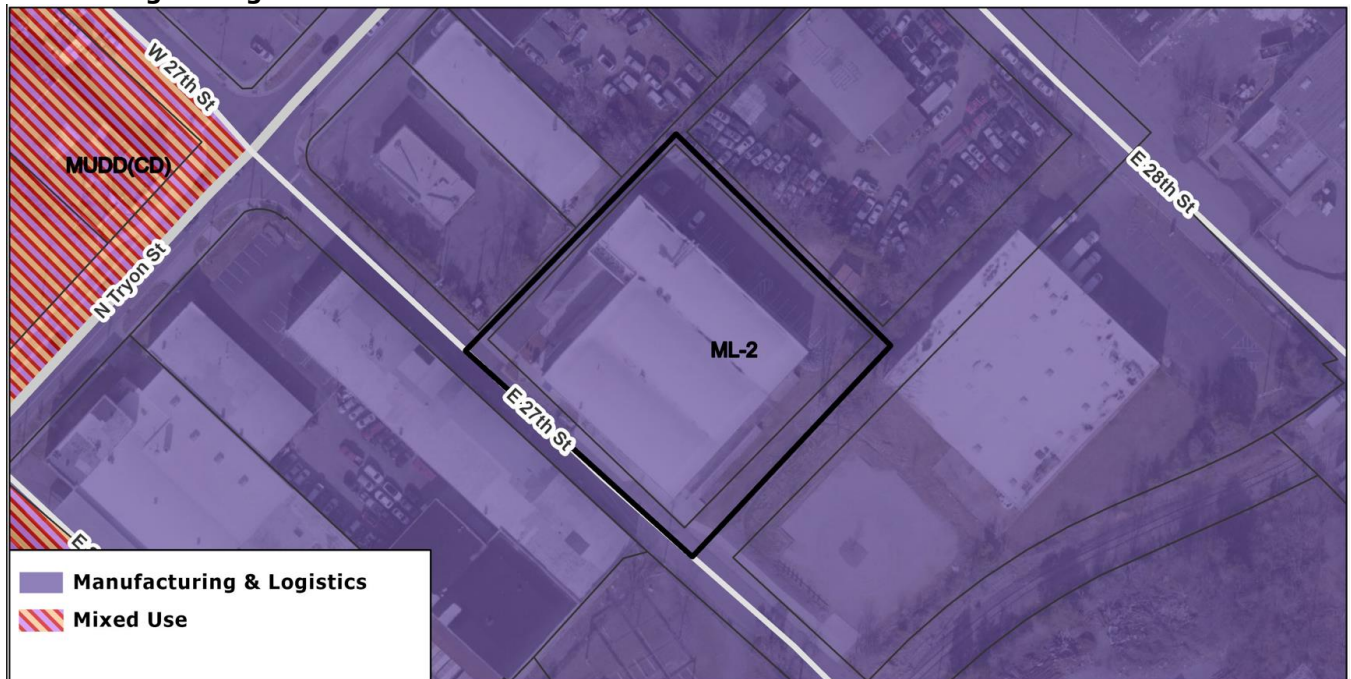 W 27th St
MUDD(CD)
N Tryon St
E 28th St
ML-2
E 27th St
Manufacturing & Logistics
Mixed Use